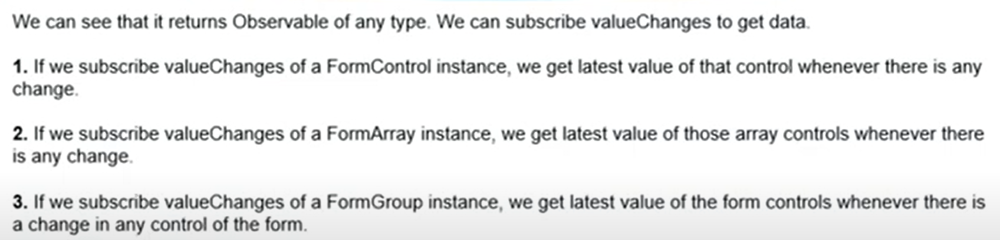 We can see that it returns Observable of any type. We can subscribe valueChanges to get data.
1. If we subscribe valueChanges of a FormControl instance, we get latest value of that control whenever there is any
change.
2. If we subscribe valueChanges of a FormArray instance, we get latest value of those array controls whenever there
is any change.
3. If we subscribe valueChanges of a FormGroup instance, we get latest value of the form controls whenever there is
a change in any control of the form.